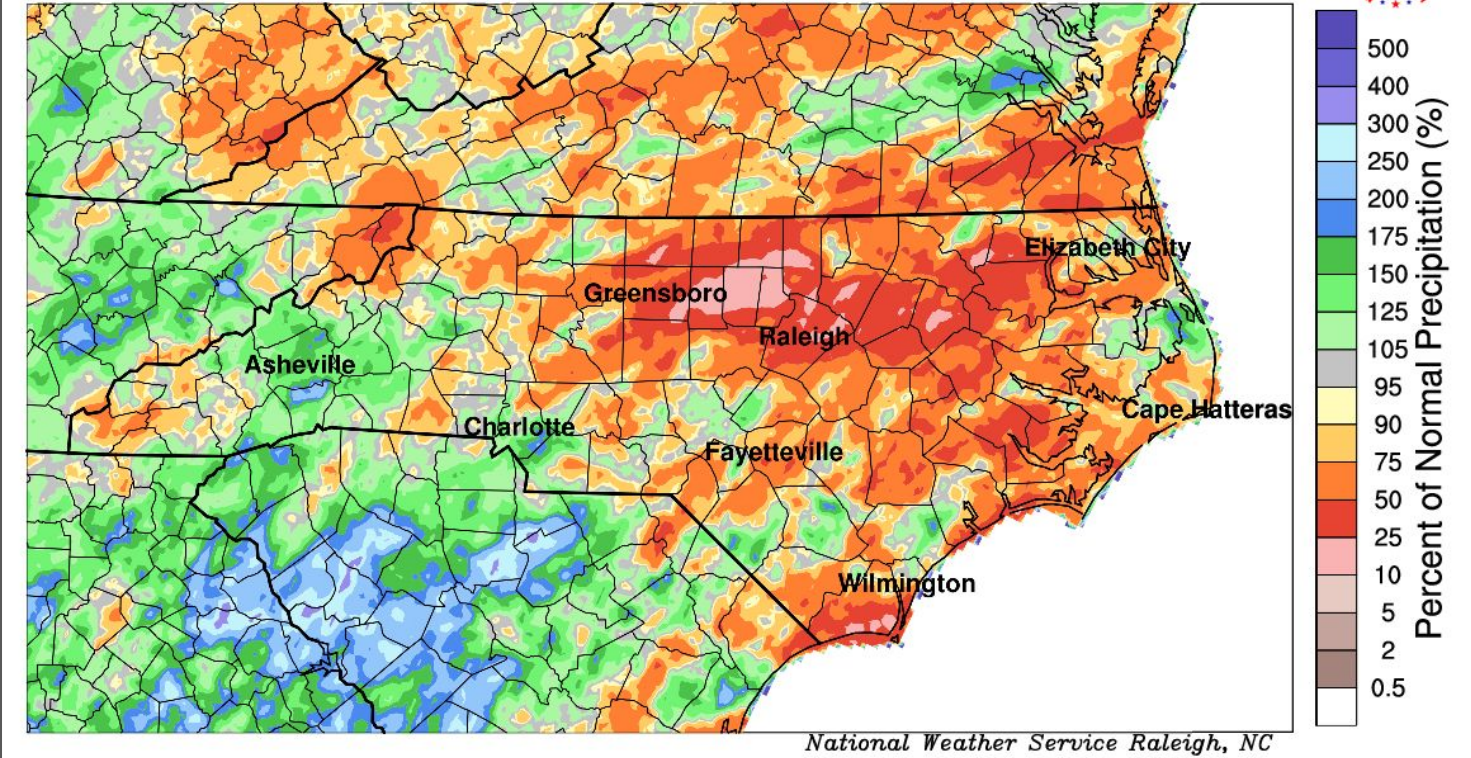 Elizabeth City
Greensboro
Raleigh
Asheville
Cape Hatteras
Charlotte
Fayetteville
Wilmington
National Weather Service Raleigh, NC
500
400
300
250
200
175
150
125
105
95
90
75
50
25
10
5
2
0.5
Percent of Normal Precipitation (%)